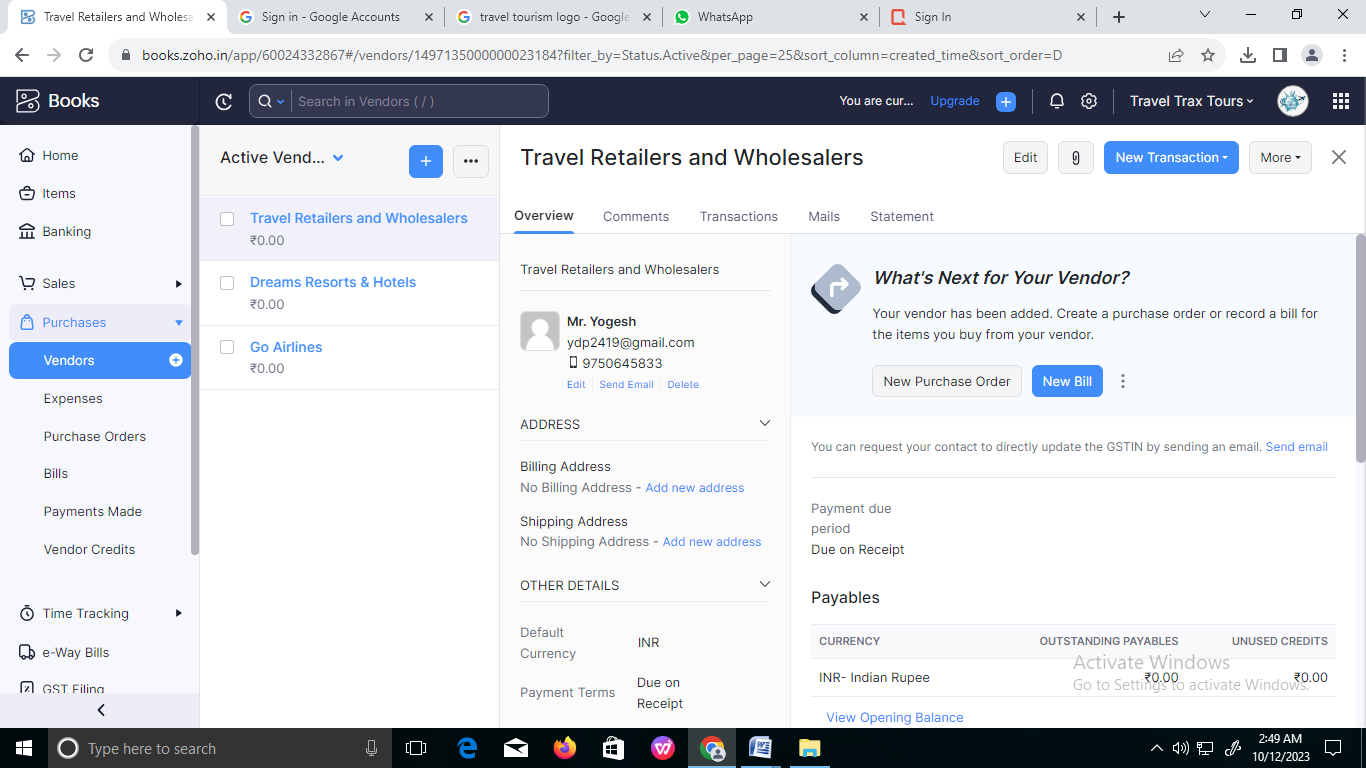 Travel Retailers and Wholesa
Sign in - Google Accounts
travel tourism logo - Google
WhatsApp
Sign In
books.zoho.in/app/60024332867#/vendors/1497135000000023184?filter_by=Status.Active&per_page=25&sort_column=created_time&sort_order=D
Books
Search in Vendors ( / )
You are cur...
Upgrade
Travel Trax Tours
Home
Items
Banking
Sales
Purchases
Vendors
Expenses
Purchase Orders
Bills
Payments Made
Vendor Credits
Time Tracking
e-Way Bills
GST Filing
Active Vend...
Travel Retailers and Wholesalers
₹0.00
Dreams Resorts & Hotels
₹0.00
Go Airlines
₹0.00
Travel Retailers and Wholesalers
Edit
New Transaction
More
Overview
Comments
Transactions
Mails
Statement
Travel Retailers and Wholesalers
Mr. Yogesh
ydp2419@gmail.com
9750645833
Edit
Send Email
Delete
ADDRESS
Billing Address
No Billing Address - Add new address
Shipping Address
No Shipping Address - Add new address
OTHER DETAILS
Default
Currency
INR
Payment Terms
Due on
Receipt
What's Next for Your Vendor?
Your vendor has been added. Create a purchase order or record a bill for
the items you buy from your vendor.
New Purchase Order
New Bill
You can request your contact to directly update the GSTIN by sending an email. Send email
Payment due
period
Due on Receipt
Payables
CURRENCY
OUTSTANDING PAYABLES
UNUSED CREDITS
INR- Indian Rupee
₹0.00
₹0.00
View Opening Balance
Activate Windows
Go to Settings to activate Windows.
Type here to search
2:49 AM
10/12/2023